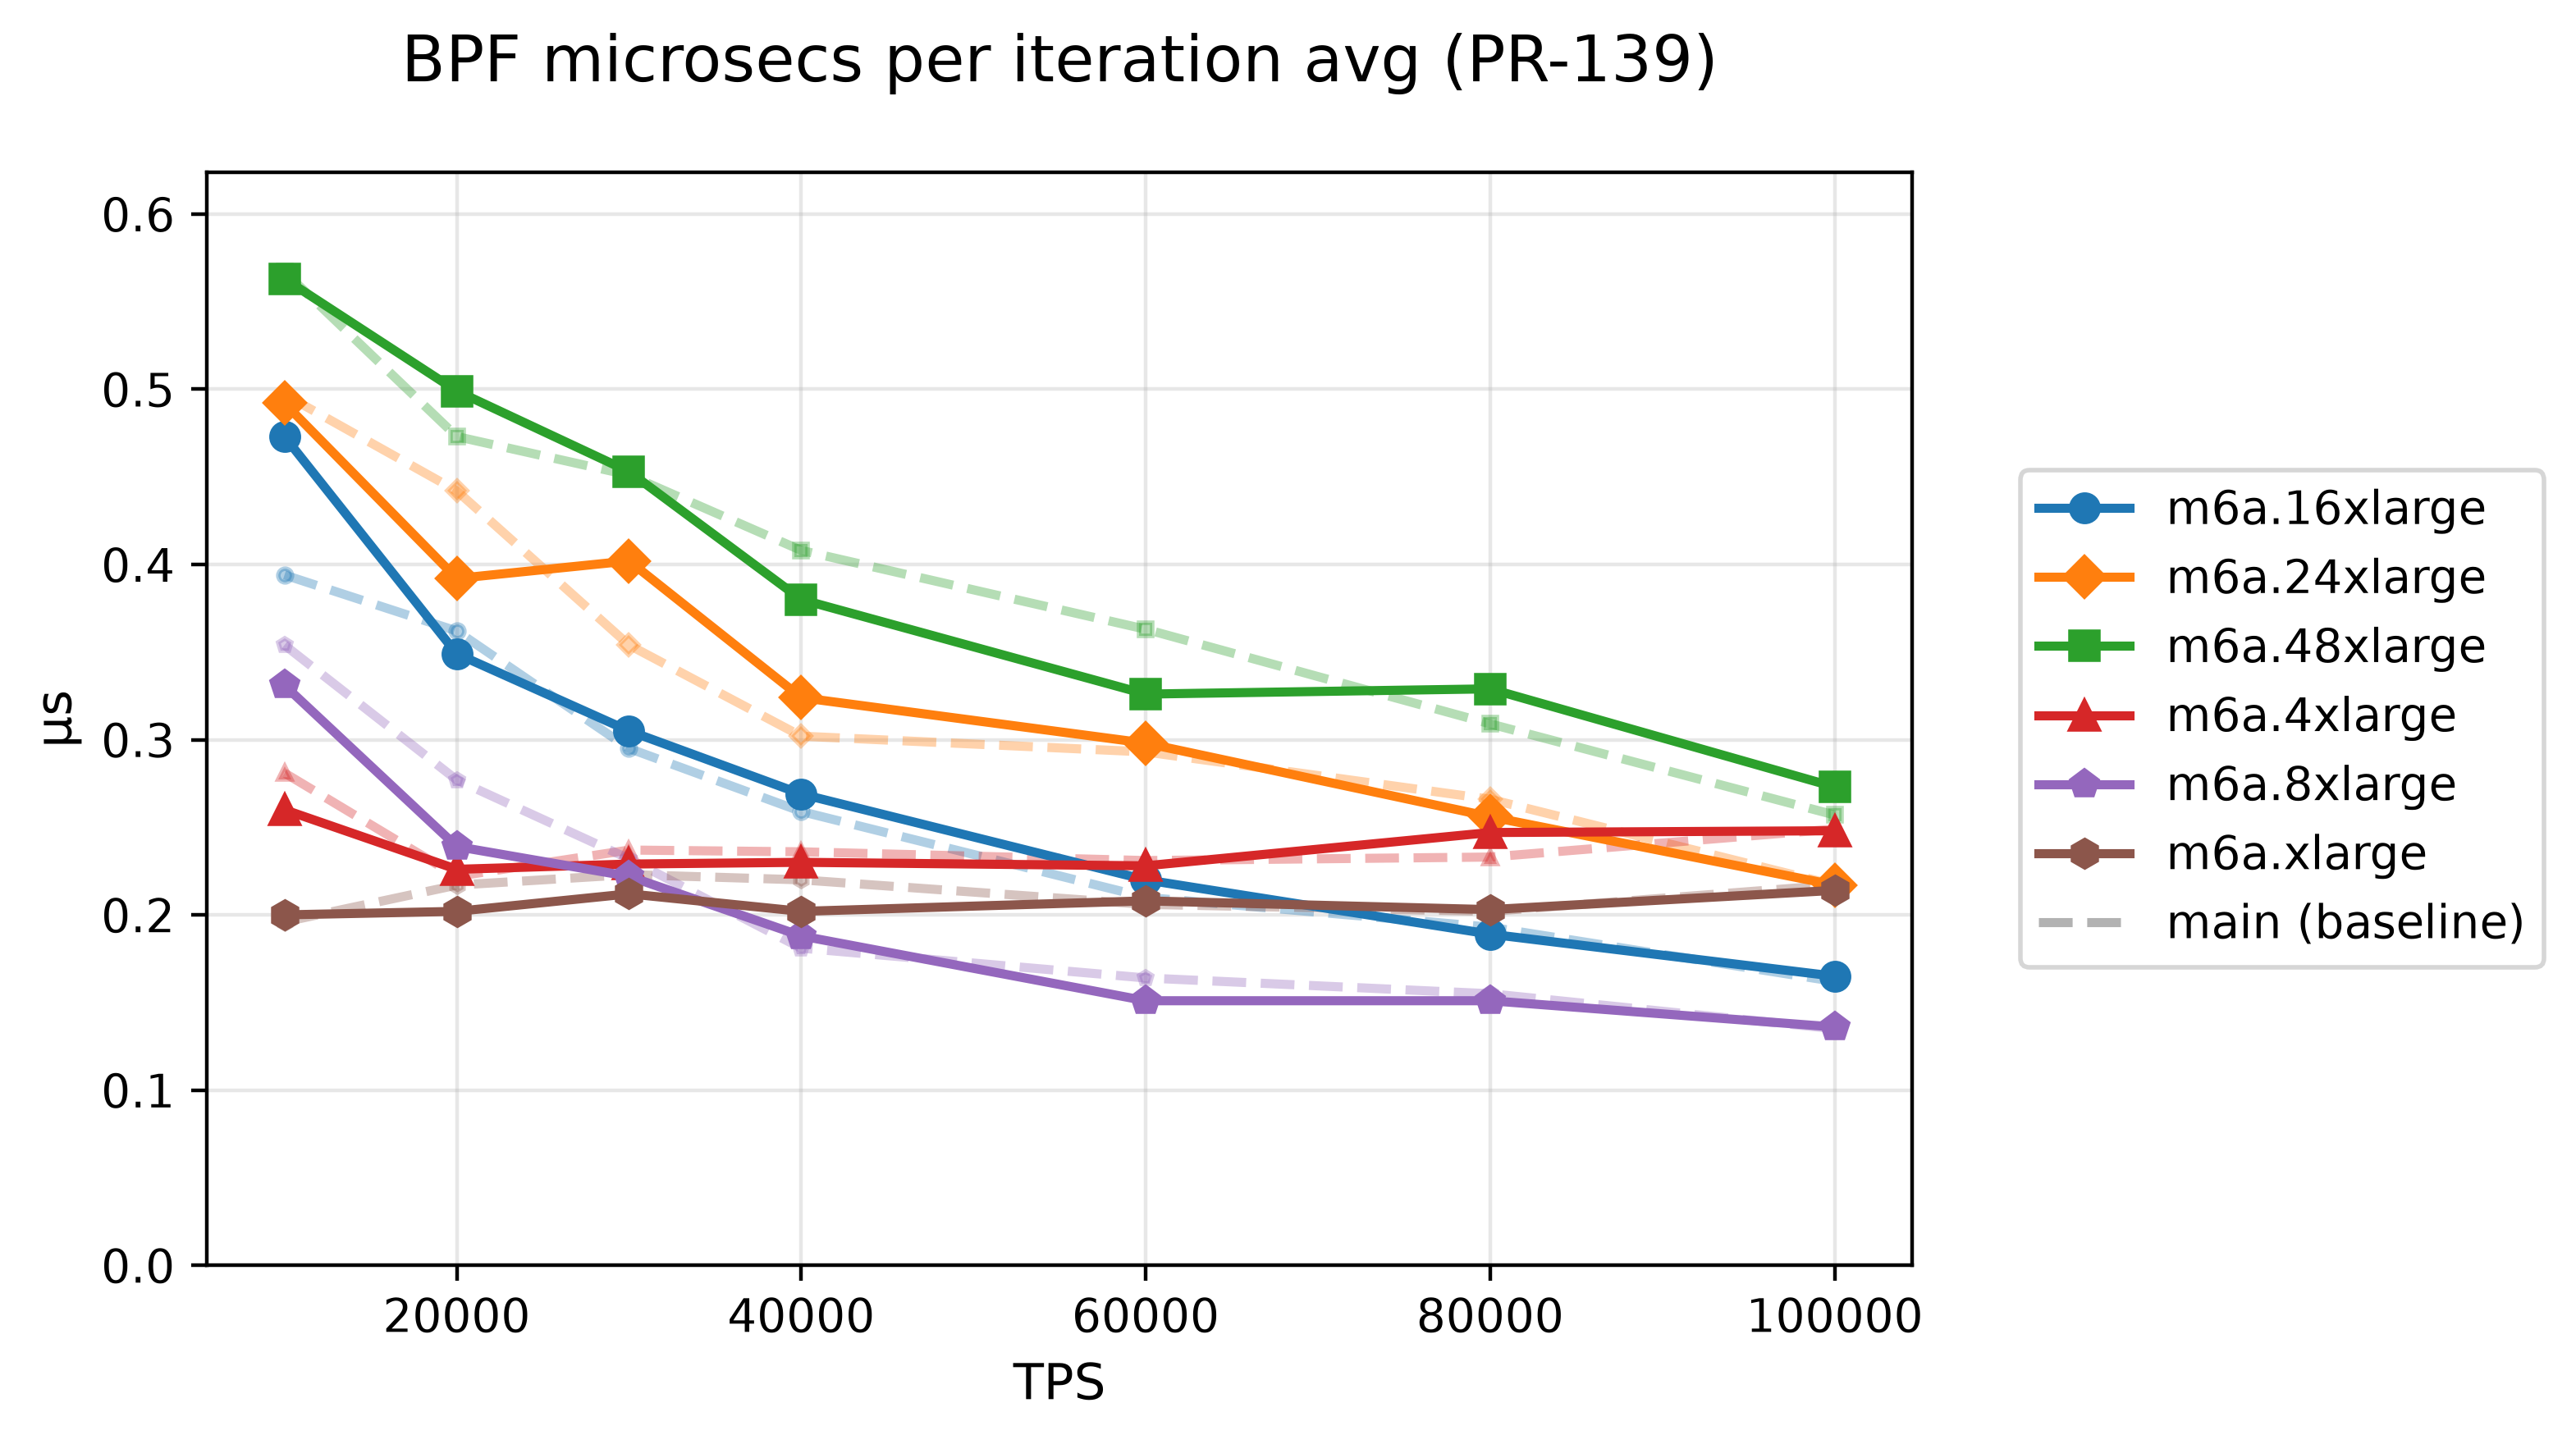 BPF microsecs per iteration avg (PR-139)
0.6
0.5
0.4
0.3
0.2
0.1
0.0
µs
20000 40000 60000 80000 100000
TPS
m6a.16xlarge
m6a.24xlarge
m6a.48xlarge
m6a.4xlarge
m6a.8xlarge
m6a.xlarge
main (baseline)